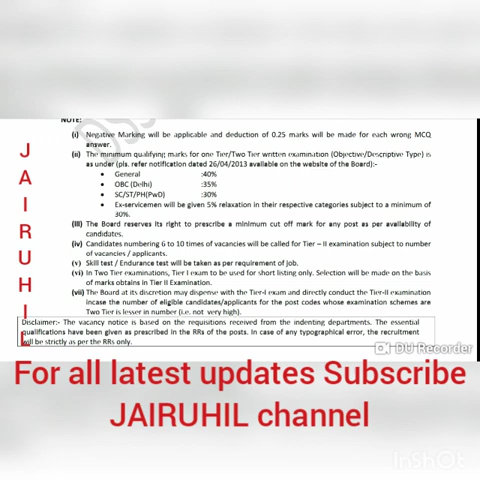 NOTE:
(i) Negative Marking will be applicable and deduction of 0.25 marks will be made for each wrong MCQ
answer.
(ii) The minimum qualifying marks for one Tier/Two Tier written examination (Objective/Descriptive Type) is
as under (pls. refer notification dated 26/04/2013 available on the website of the Board):
• General :40%
• OBC (Delhi) :35%
• SC/ST/PH(PwD) :30%
• Ex-servicemen will be given 5% relaxation in their respective categories subject to a minimum of
30%.
(iii) The Board reserves its right to prescribe a minimum cut off mark for any post as per availability of
candidates.
(iv) Candidates numbering 6 to 10 times of vacancies will be called for Tier – II examination subject to number
of vacancies / applicants.
(v) Skill test / Endurance test will be taken as per requirement of job.
(vi) In Two Tier examinations, Tier I exam to be used for short listing only. Selection will be made on the basis
of marks obtains in Tier II Examination.
(vii) The Board at its discretion may dispense with the Tier-I exam and directly conduct the Tier-II examination
incase the number of eligible candidates/applicants for the post codes whose examination schemes are
Two Tier is lesser in number (i.e. not very high).
Disclaimer:- The vacancy notice is based on the requisitions received from the indenting departments. The essential
qualifications have been given as prescribed in the RRs of the posts. In case of any typographical error, the recruitment
will be strictly as per the RRs only.
J
A
I
R
U
H
I
L
DU Recorder
For all latest updates Subscribe
JAIRUHIL channel
InShOt